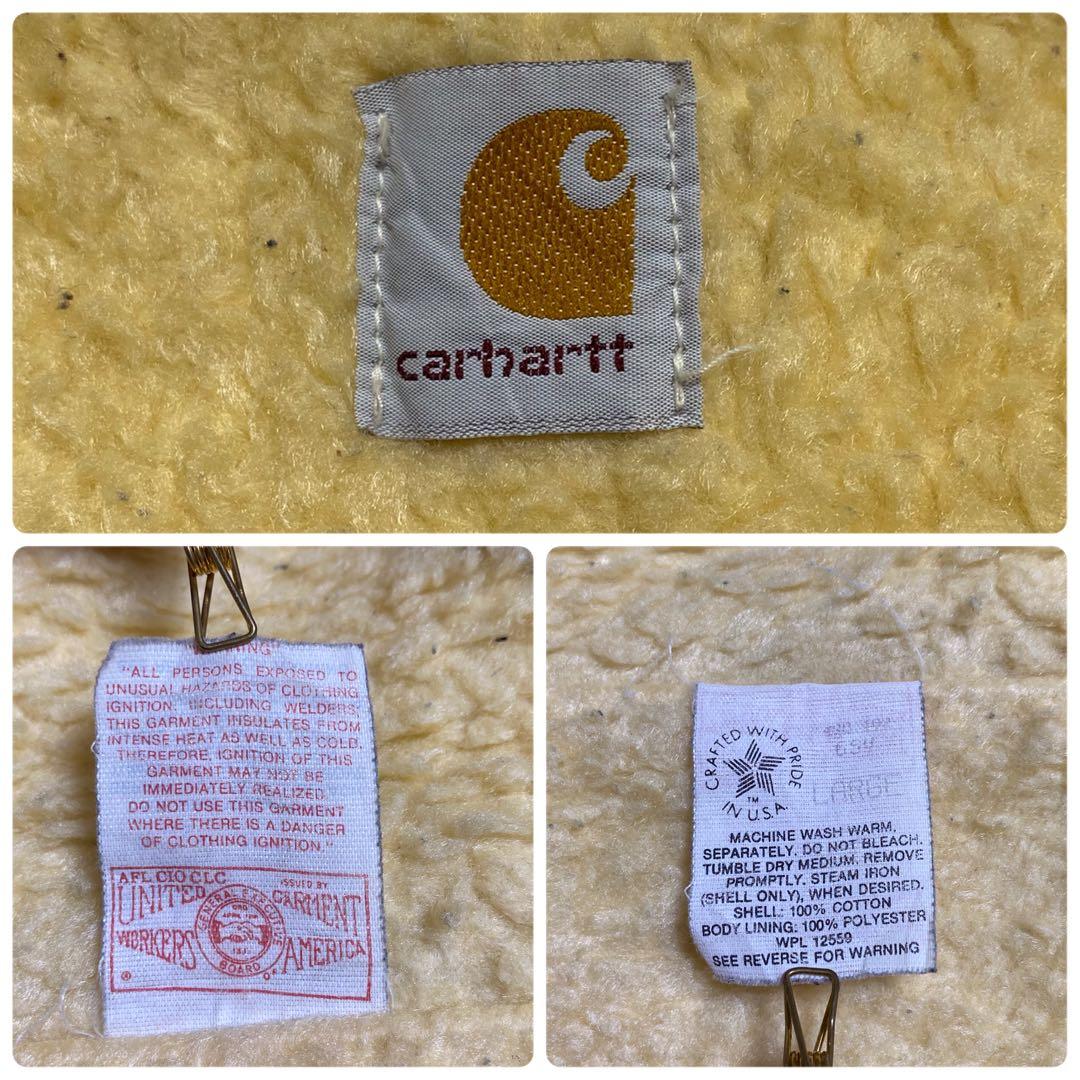 carhartt
"ALL PERSONS EXPOSED TO
UNUSUAL HAZARDS OF CLOTHING
IGNITION, INCLUDING WELDERS:
THIS GARMENT INSULATES FROM
INTENSE HEAT AS WELL AS COLD.
THEREFORE, IGNITION OF THIS
GARMENT MAY NOT BE
IMMEDIATELY REALIZED.
DO NOT USE THIS GARMENT
WHERE THERE IS A DANGER
OF CLOTHING IGNITION."
AFL CIO CLC
ISSUED BY
UNITED GARMENT
WORKERS OF AMERICA
GENERAL EXECUTIVE
BOARD
®
CRAFTED WITH PRIDE
TM
IN U.S.A.
LARGE
MACHINE WASH WARM,
SEPARATELY. DO NOT BLEACH.
TUMBLE DRY MEDIUM. REMOVE
PROMPTLY. STEAM IRON
(SHELL ONLY), WHEN DESIRED.
SHELL: 100% COTTON
BODY LINING: 100% POLYESTER
WPL 12559
SEE REVERSE FOR WARNING